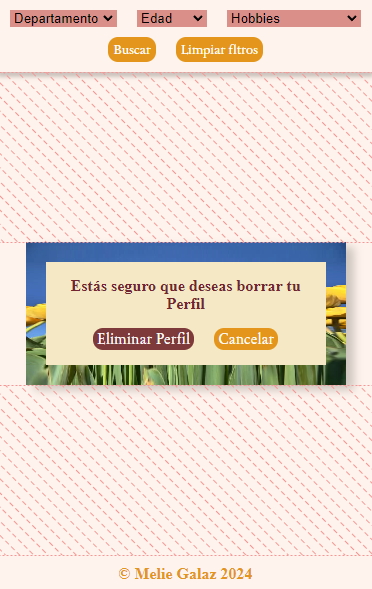 Departamento Edad Hobbies
Buscar Limpiar fltros
Estás seguro que deseas borrar tu
Perfil
Eliminar Perfil Cancelar
© Melie Galaz 2024